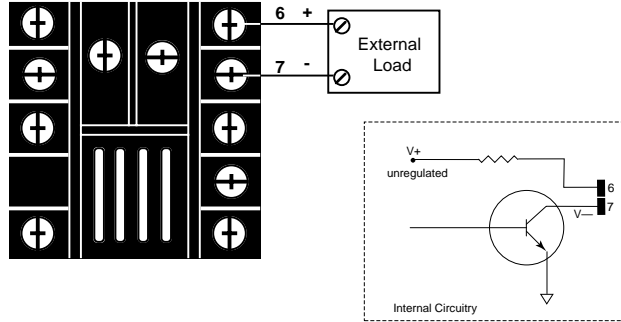 6 +
External
Load
7 -
V+
unregulated
6
7
V—
Internal Circuitry